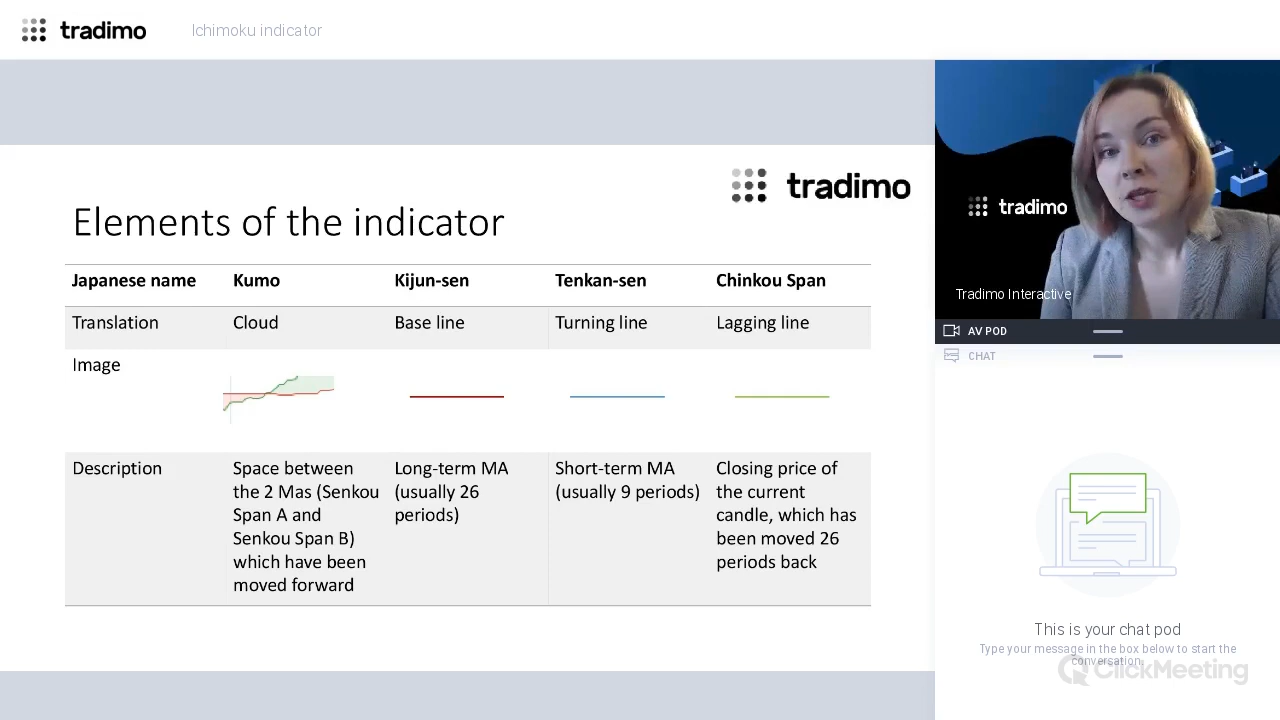 tradimo
Ichimoku indicator
tradimo
Elements of the indicator
Japanese name Kumo Kijun-sen Tenkan-sen Chinkou Span
Translation Cloud Base line Turning line Lagging line
Image
Description
Space between
the 2 Mas (Senkou
Span A and
Senkou Span B)
which have been
moved forward
Long-term MA
(usually 26
periods)
Short-term MA
(usually 9 periods)
Closing price of
the current
candle, which has
been moved 26
periods back
tradimo
Tradimo Interactive
AV POD
CHAT
This is your chat pod
Type your message in the box below to start the
conversation.
ClickMeeting